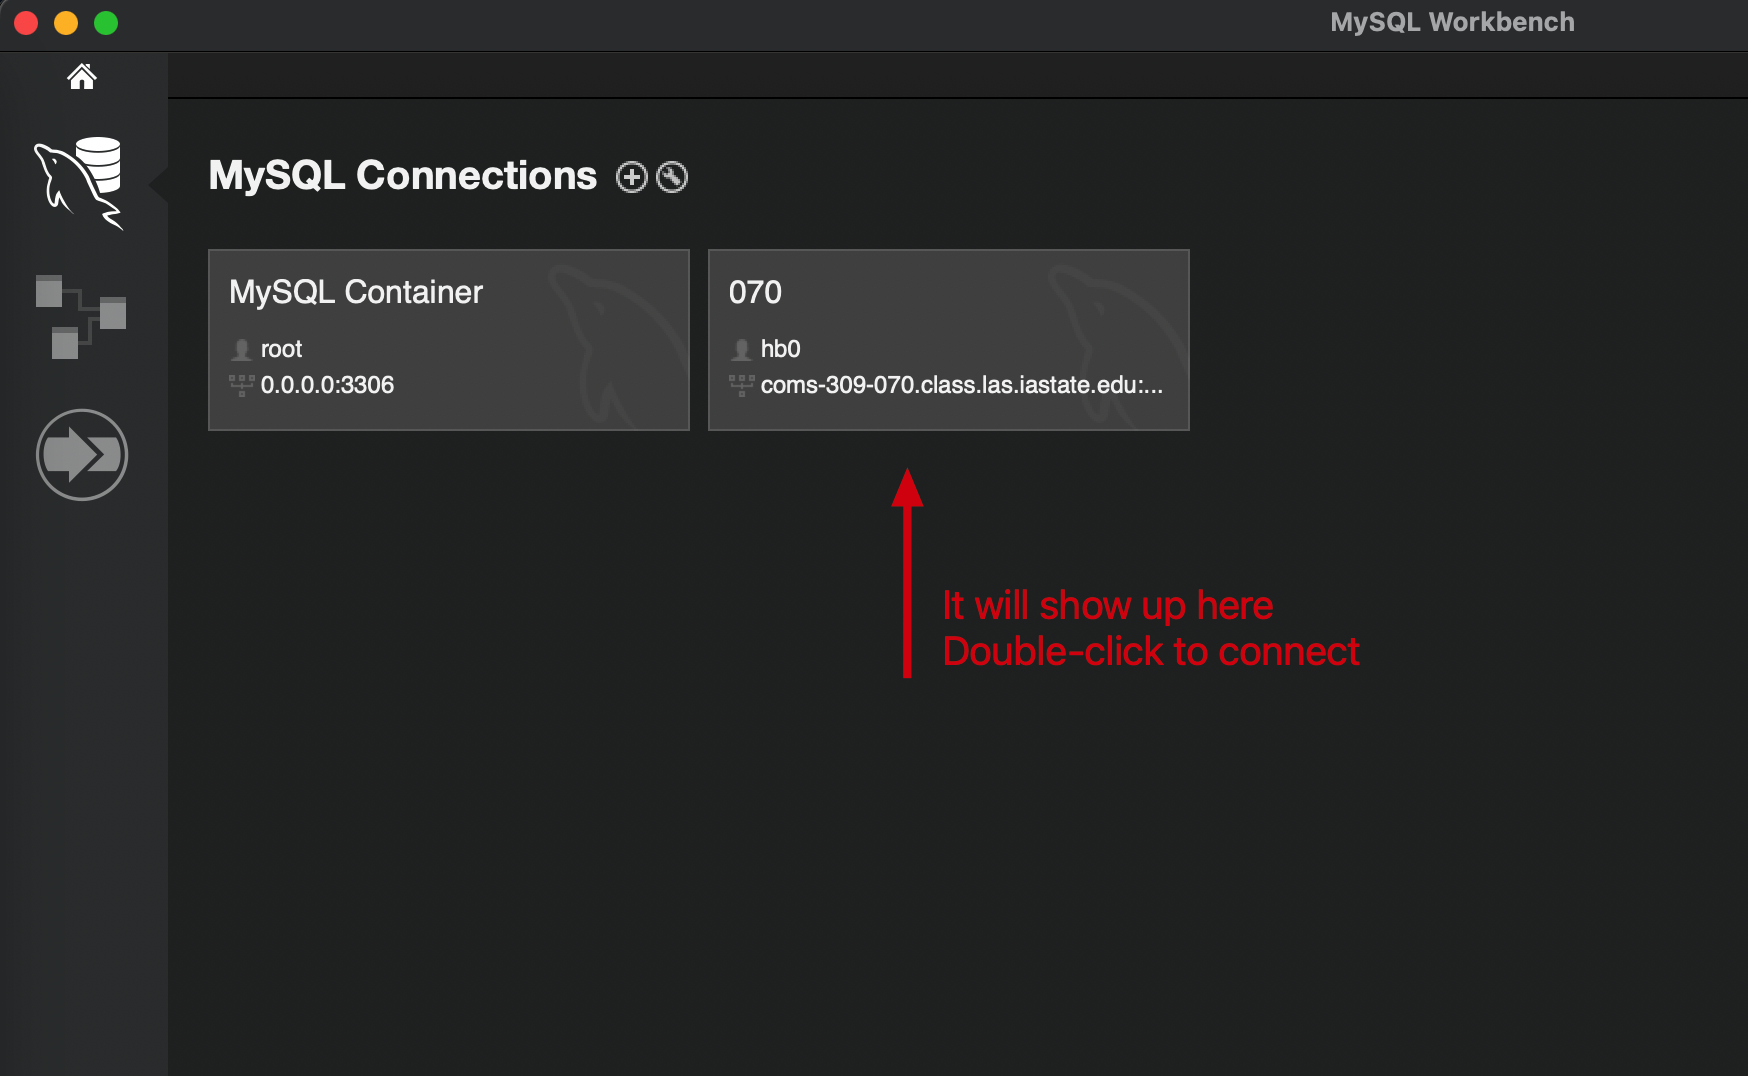 MySQL Workbench
MySQL Connections
MySQL Container
root
0.0.0.0:3306
070
hb0
coms-309-070.class.las.iastate.edu:...
It will show up here
Double-click to connect